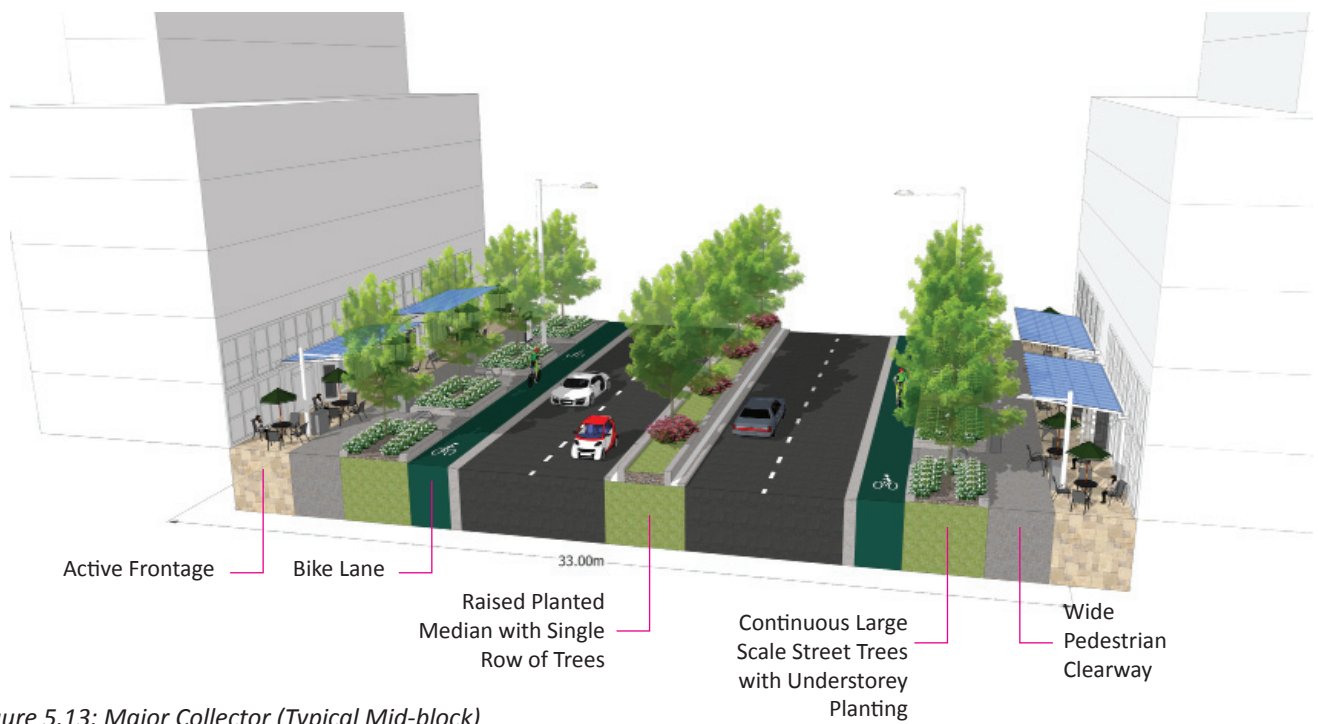 33.00m
Active Frontage
Bike Lane
Raised Planted
Median with Single
Row of Trees
Continuous Large
Scale Street Trees
with Understorey
Planting
Wide
Pedestrian
Clearway
ure 5.13: Major Collector (Typical Mid-block)